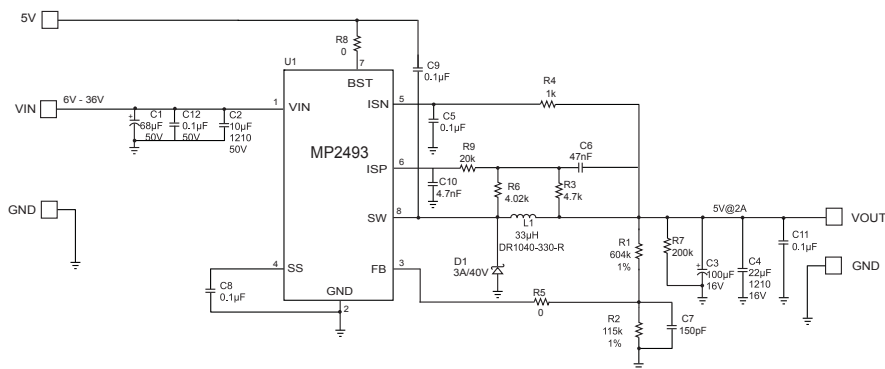 5V
R8
0
U1
7
C9
0.1µF
BST
R4
1k
6V - 36V
VIN
1
VIN
ISN
5
C1
68µF
50V
C12
0.1µF
50V
C2
10µF
1210
50V
C5
0.1µF
MP2493
C6
47nF
R9
20k
ISP
6
C10
4.7nF
R6
4.02k
R3
4.7k
GND
SW
8
5V@2A
VOUT
L1
33µH
DR1040-330-R
R1
604k
1%
R7
200k
C3
100µF
16V
C4
22µF
1210
16V
C11
0.1µF
D1
3A/40V
GND
4
SS
FB
3
C8
0.1µF
GND
2
R5
0
R2
115k
1%
C7
150pF